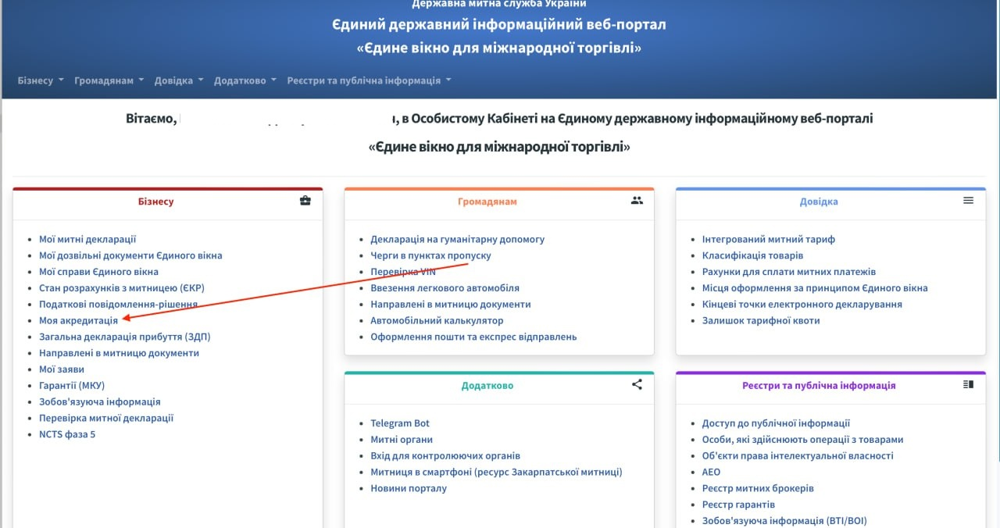 Державна митна служба України
Єдиний державний інформаційний веб-портал
«Єдине вікно для міжнародної торгівлі»
Бізнесу Громадянам Довідка Додатково Реєстри та публічна інформація
Вітаємо, , в Особистому Кабінеті на Єдиному державному інформаційному веб-порталі
«Єдине вікно для міжнародної торгівлі»
Бізнесу
Мої митні декларації
Мої дозвільні документи Єдиного вікна
Мої справи Єдиного вікна
Стан розрахунків з митницею (ЄКР)
Податкові повідомлення-рішення
Моя акредитація
Загальна декларація прибуття (ЗДП)
Направлені в митницю документи
Мої заяви
Гарантії (МКУ)
Зобов'язуюча інформація
Перевірка митної декларації
NCTS фаза 5
Громадянам
Декларація на гуманітарну допомогу
Черги в пунктах пропуску
Перевірка VIN
Ввезення легкового автомобіля
Направлені в митницю документи
Автомобільний калькулятор
Оформлення пошти та експрес відправлень
Довідка
Інтегрований митний тариф
Класифікація товарів
Рахунки для сплати митних платежів
Місця оформлення за принципом Єдиного вікна
Кінцеві точки електронного декларування
Залишок тарифної квоти
Додатково
Telegram Bot
Митні органи
Вхід для контролюючих органів
Митниця в смартфоні (ресурс Закарпатської митниці)
Новини порталу
Реєстри та публічна інформація
Доступ до публічної інформації
Особи, які здійснюють операції з товарами
Об'єкти права інтелектуальної власності
АЕО
Реєстр митних брокерів
Реєстр гарантів
Зобов'язуюча інформація (BTI/BOI)